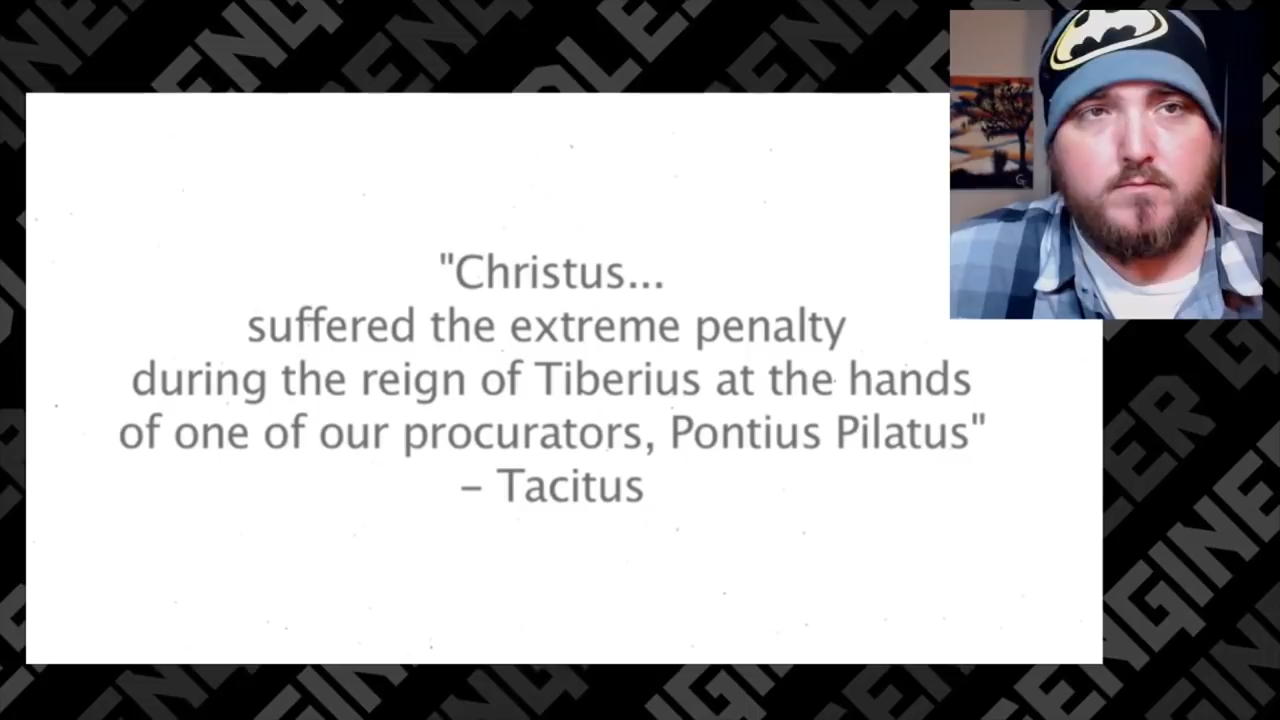 "Christus...
suffered the extreme penalty
during the reign of Tiberius at the hands
of one of our procurators, Pontius Pilatus"
– Tacitus